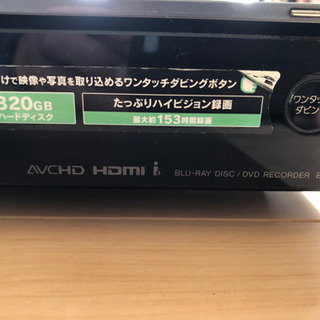 けで映像や写真を取り込めるワンタッチダビングボタン
320GB
ハードディスク
たっぷりハイビジョン録画
最大約153時間録画
ワンタッチ
ダビン
AVCHD HDMI i
BLU-RAY DISC / DVD RECORDER